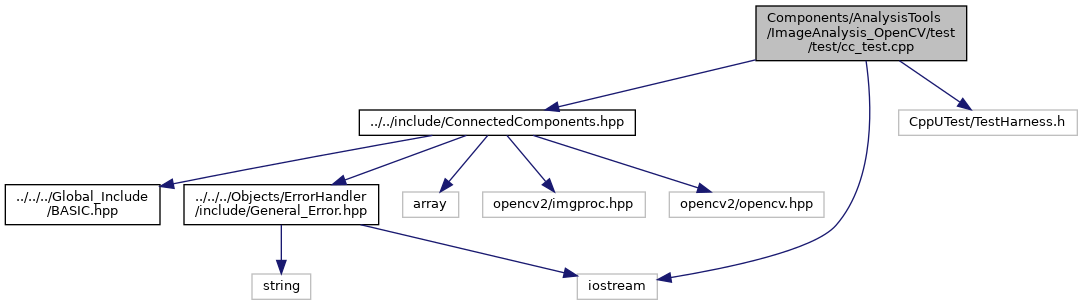 Components/AnalysisTools
/ImageAnalysis_OpenCV/test
/test/cc_test.cpp
../../include/ConnectedComponents.hpp
CppUTest/TestHarness.h
../../../Global_Include
/BASIC.hpp
../../../Objects/ErrorHandler
/include/General_Error.hpp
array
opencv2/imgproc.hpp
opencv2/opencv.hpp
string
iostream